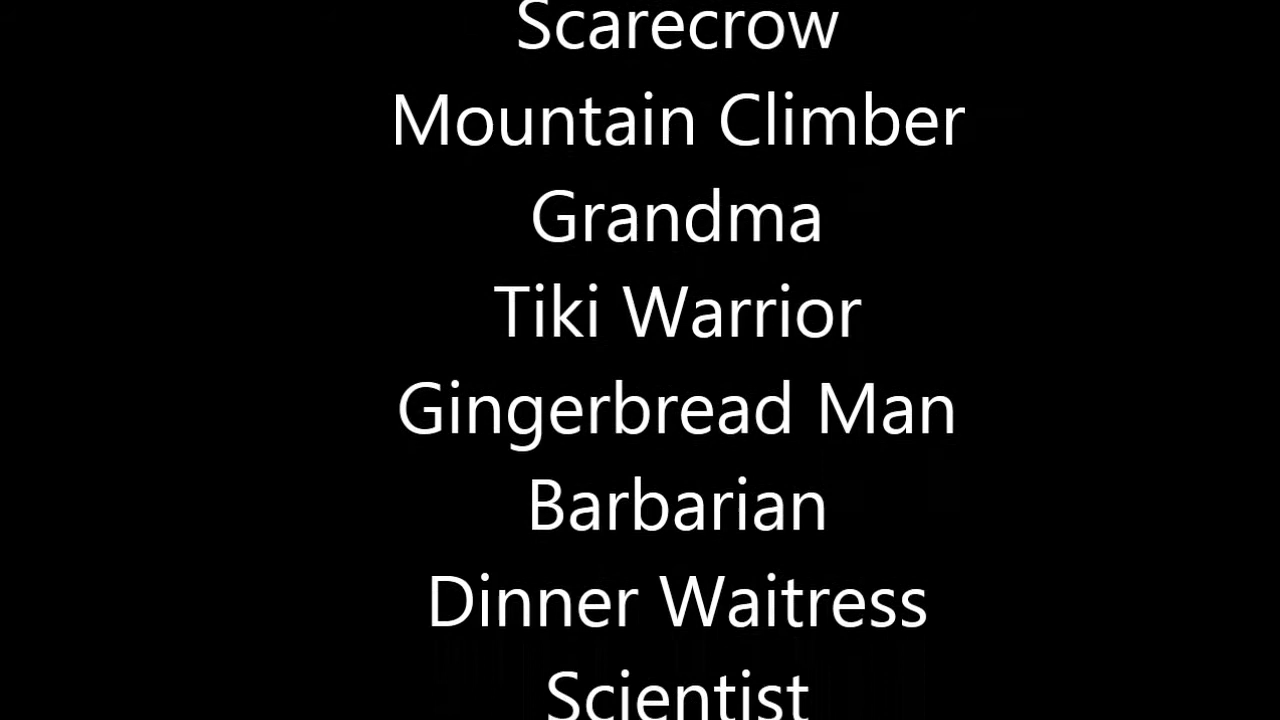 Scarecrow
Mountain Climber
Grandma
Tiki Warrior
Gingerbread Man
Barbarian
Dinner Waitress
Scientist